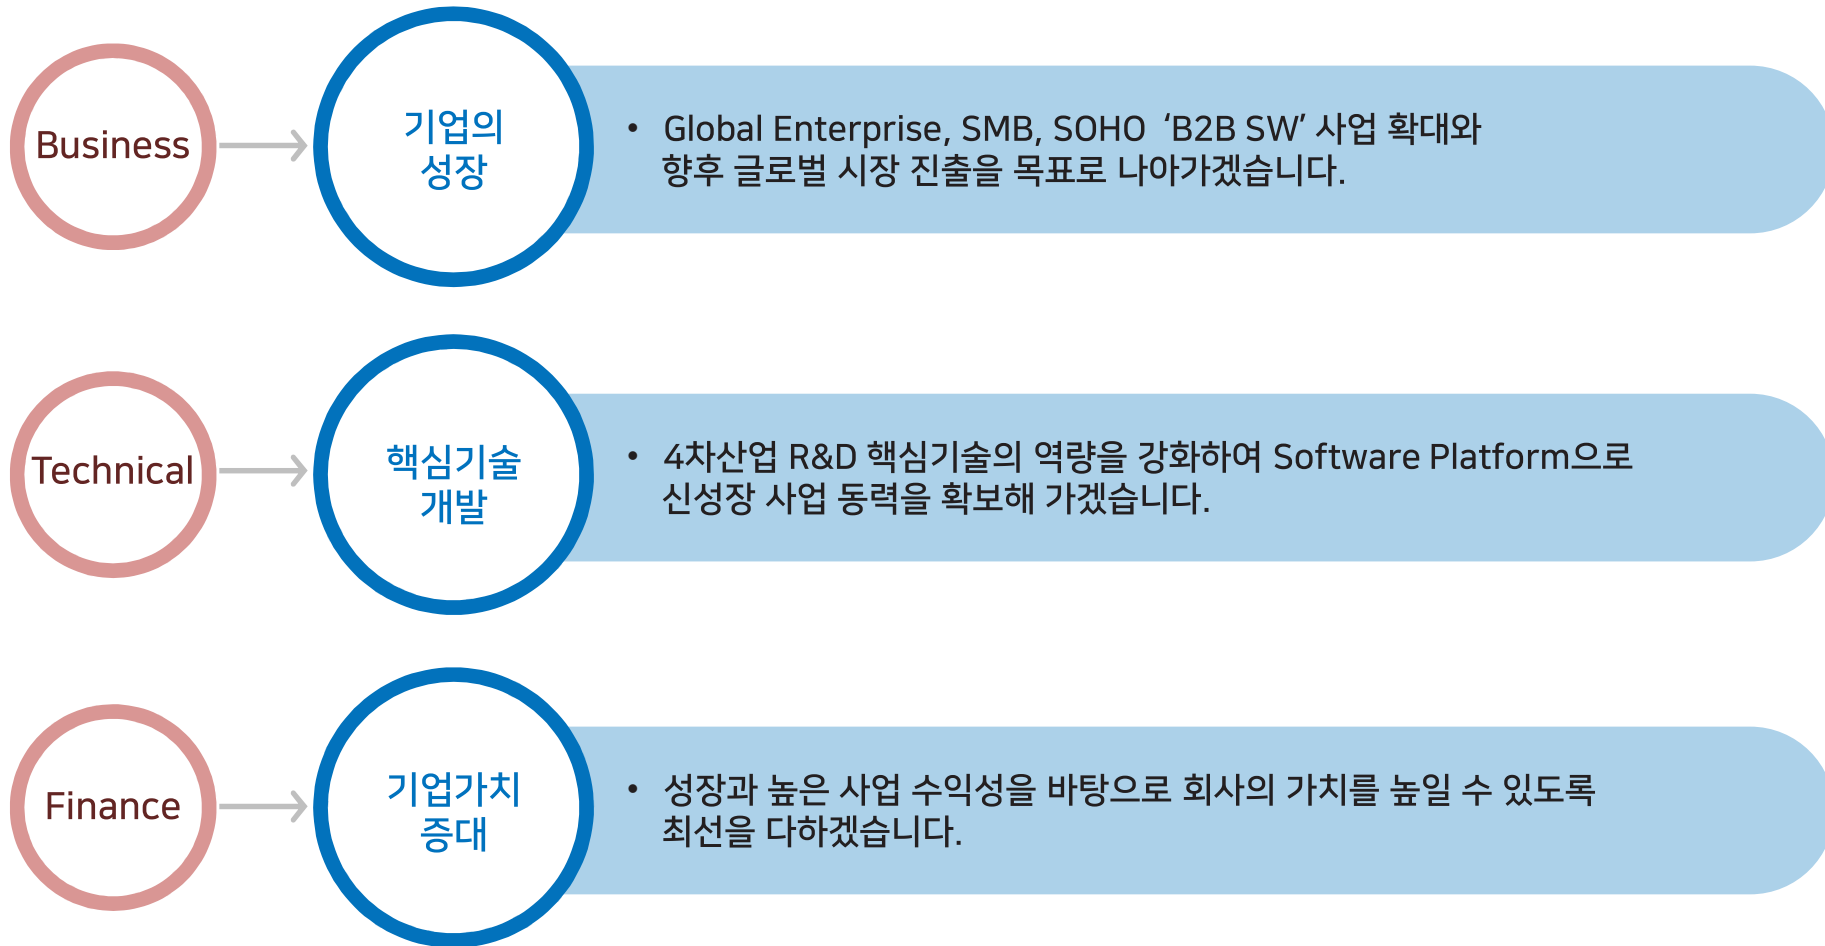 Business
기업의
성장
• Global Enterprise, SMB, SOHO ‘B2B SW’ 사업 확대와
향후 글로벌 시장 진출을 목표로 나아가겠습니다.
Technical
핵심기술
개발
• 4차산업 R&D 핵심기술의 역량을 강화하여 Software Platform으로
신성장 사업 동력을 확보해 가겠습니다.
Finance
기업가치
증대
• 성장과 높은 사업 수익성을 바탕으로 회사의 가치를 높일 수 있도록
최선을 다하겠습니다.